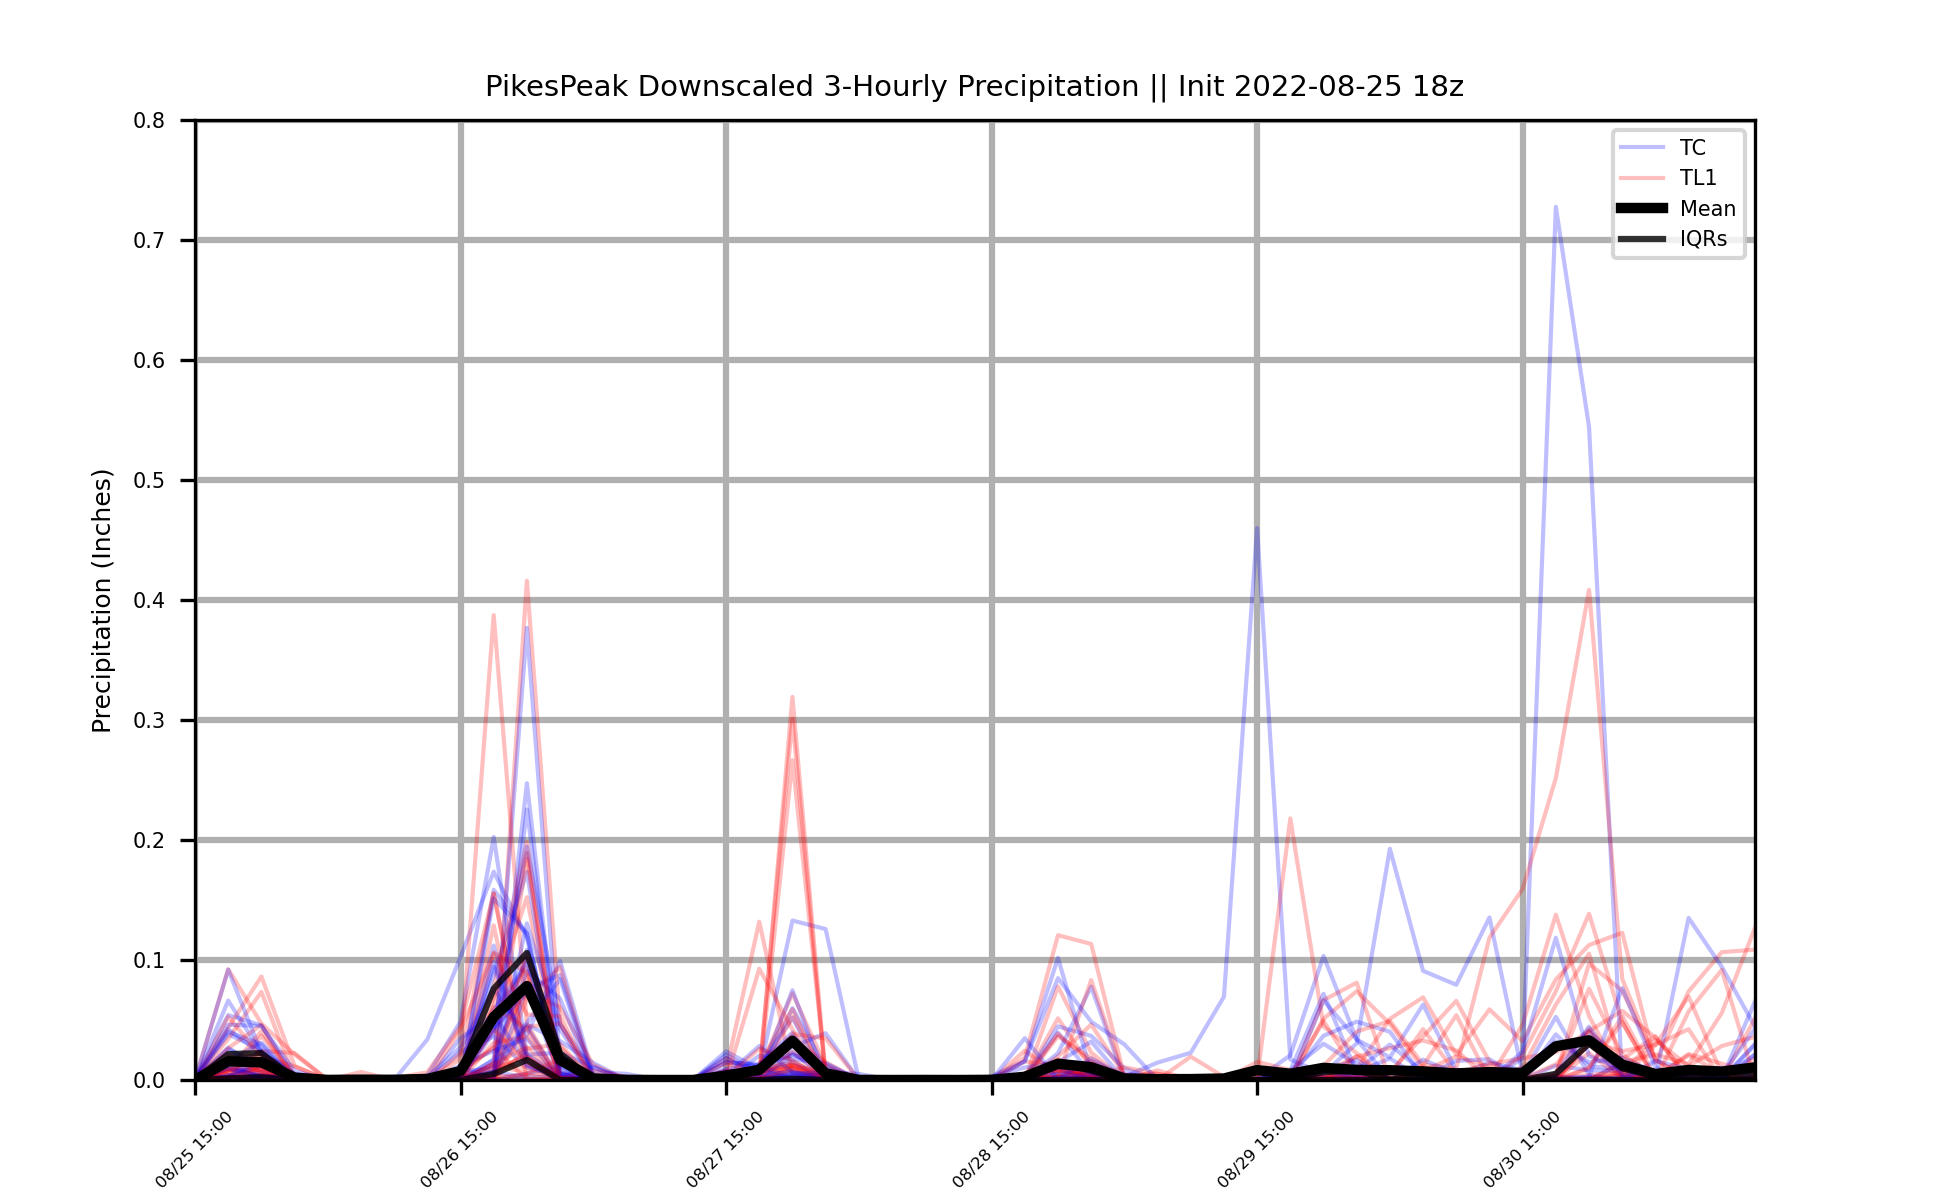 PikesPeak Downscaled 3-Hourly Precipitation || Init 2022-08-25 18z
Precipitation (Inches)
0.8
0.7
0.6
0.5
0.4
0.3
0.2
0.1
0.0
TC
TL1
Mean
IQRs
08/25 15:00
08/26 15:00
08/27 15:00
08/28 15:00
08/29 15:00
08/30 15:00